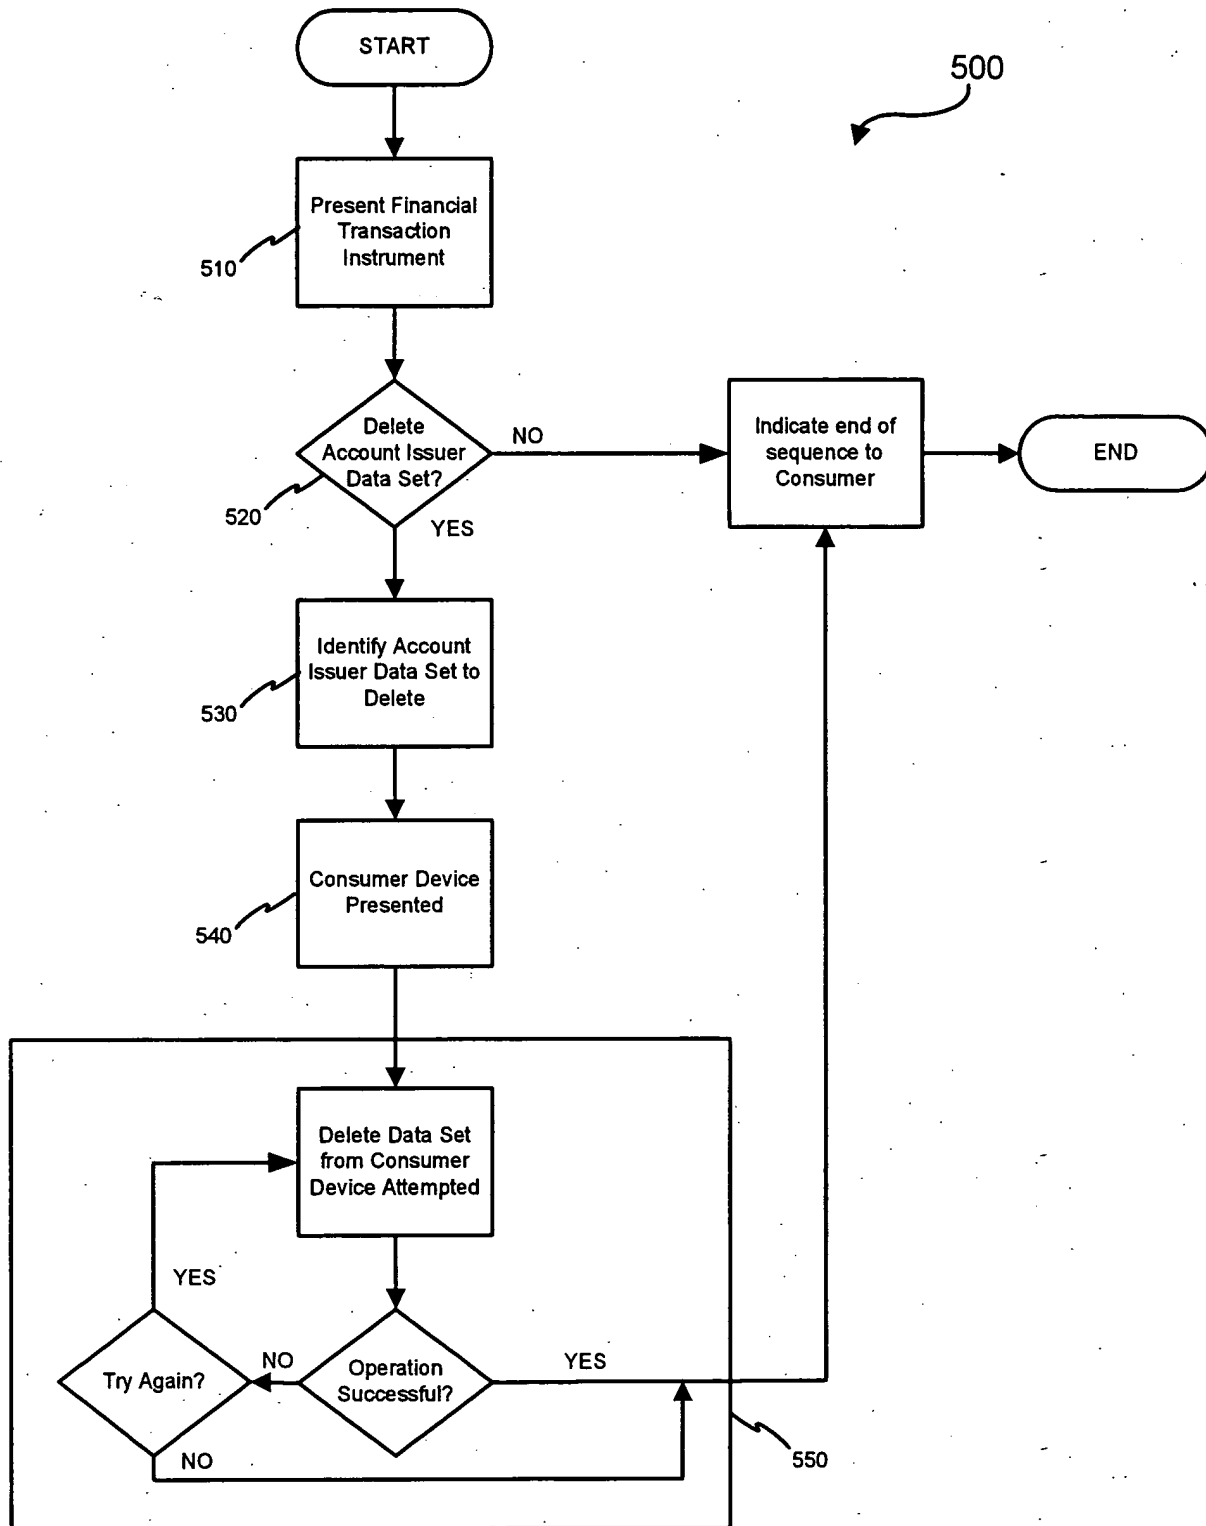 START
500
Present Financial
Transaction
Instrument
510
Delete
Account Issuer
Data Set?
520
NO
YES
Indicate end of
sequence to
Consumer
END
Identify Account
Issuer Data Set to
Delete
530
Consumer Device
Presented
540
Delete Data Set
from Consumer
Device Attempted
YES
Try Again?
NO
Operation
Successful?
YES
NO
550